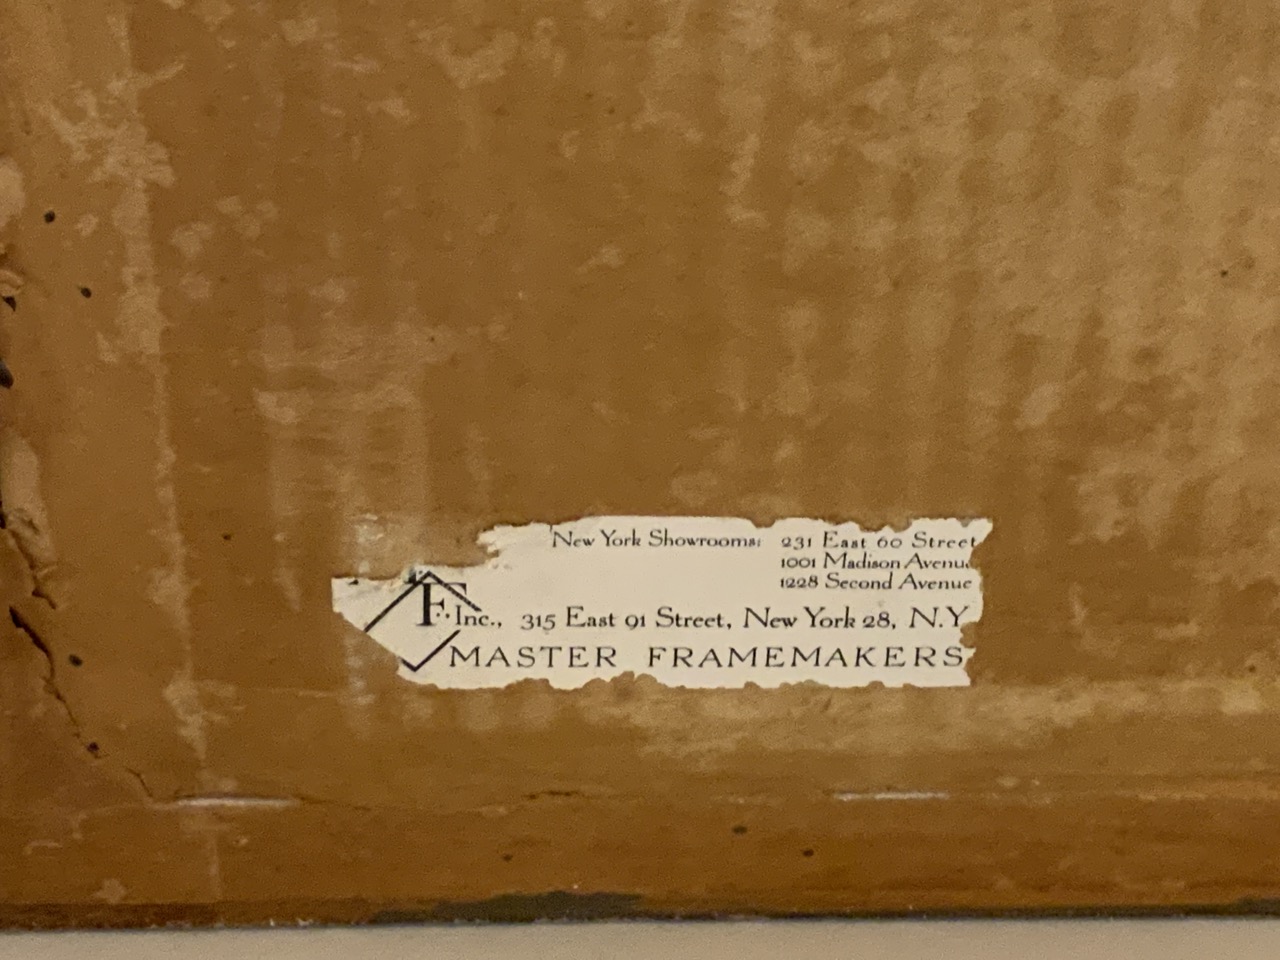 New York Showrooms: 231 East 60 Street
1001 Madison Avenue
1228 Second Avenue
F. Inc., 315 East 91 Street, New York 28, N.Y
MASTER FRAMEMAKERS